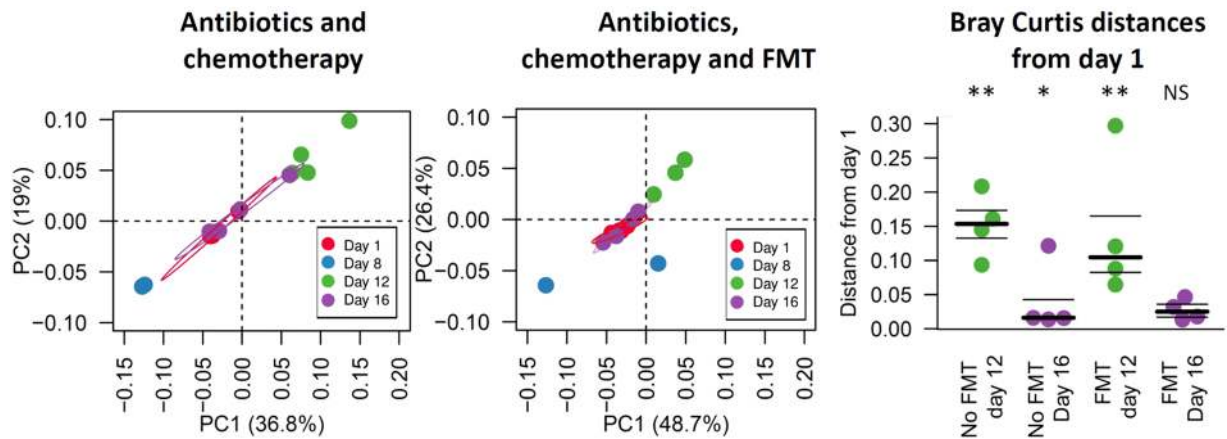 Antibiotics and
chemotherapy
PC2 (19%)
0.10
0.05
0.00
−0.05
−0.10
Day 1
Day 8
Day 12
Day 16
−0.15
−0.10
−0.05
0.00
0.05
0.10
0.15
0.20
PC1 (36.8%)
Antibiotics,
chemotherapy and FMT
PC2 (26.4%)
0.10
0.05
0.00
−0.05
−0.10
Day 1
Day 8
Day 12
Day 16
−0.15
−0.10
−0.05
0.00
0.05
0.10
0.15
0.20
PC1 (48.7%)
Bray Curtis distances
from day 1
** * ** NS
Distance from day 1
0.30
0.25
0.20
0.15
0.10
0.05
0.00
No FMT
day 12
No FMT
Day 16
FMT
day 12
FMT
Day 16